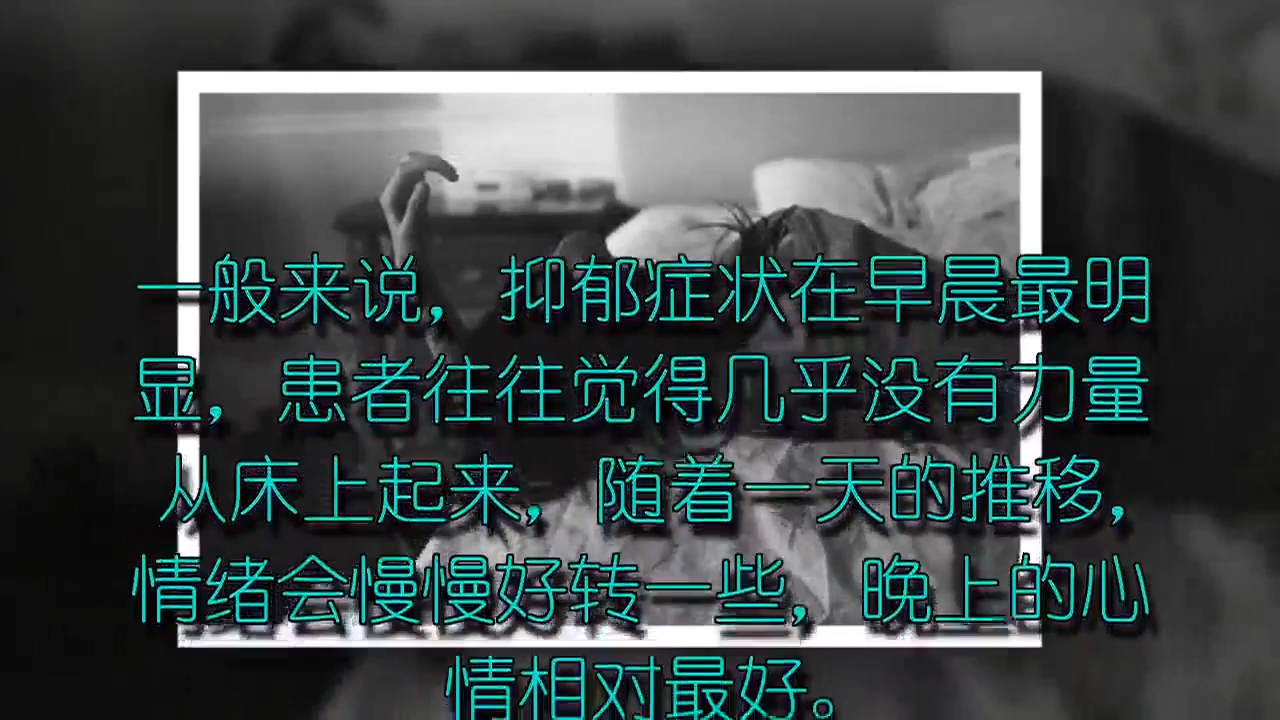 一般来说，抑郁症状在早晨最明
显，患者往往觉得几乎没有力量
从床上起来，随着一天的推移，
情绪会慢慢好转一些，晚上的心
情相对最好。